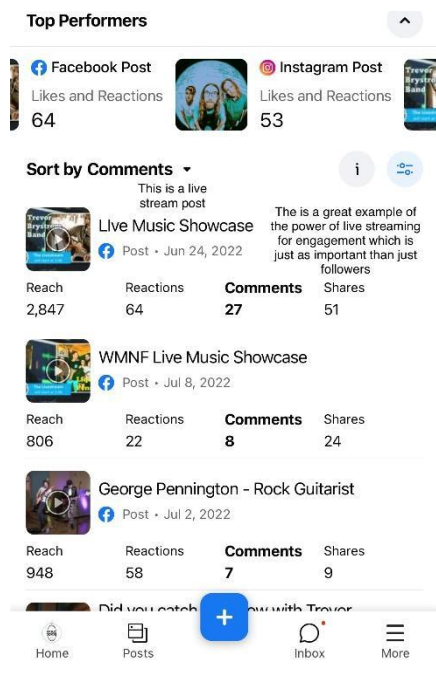 Top Performers
Facebook Post
Instagram Post
Likes and Reactions
Likes and Reactions
64
53
Sort by Comments
i
This is a live
stream post
The is a great example of
the power of live streaming
for engagement which is
just as important than just
followers
Trevor
Brystro
Band
LIve Music Showcase
Post • Jun 24, 2022
Reach Reactions Comments Shares
2,847 64 27 51
WMNF Live Music Showcase
Post • Jul 8, 2022
Reach Reactions Comments Shares
806 22 8 24
George Pennington - Rock Guitarist
Post • Jul 2, 2022
Reach Reactions Comments Shares
948 58 7 9
Did you catch
ow with Trevor
Home Posts + Inbox More